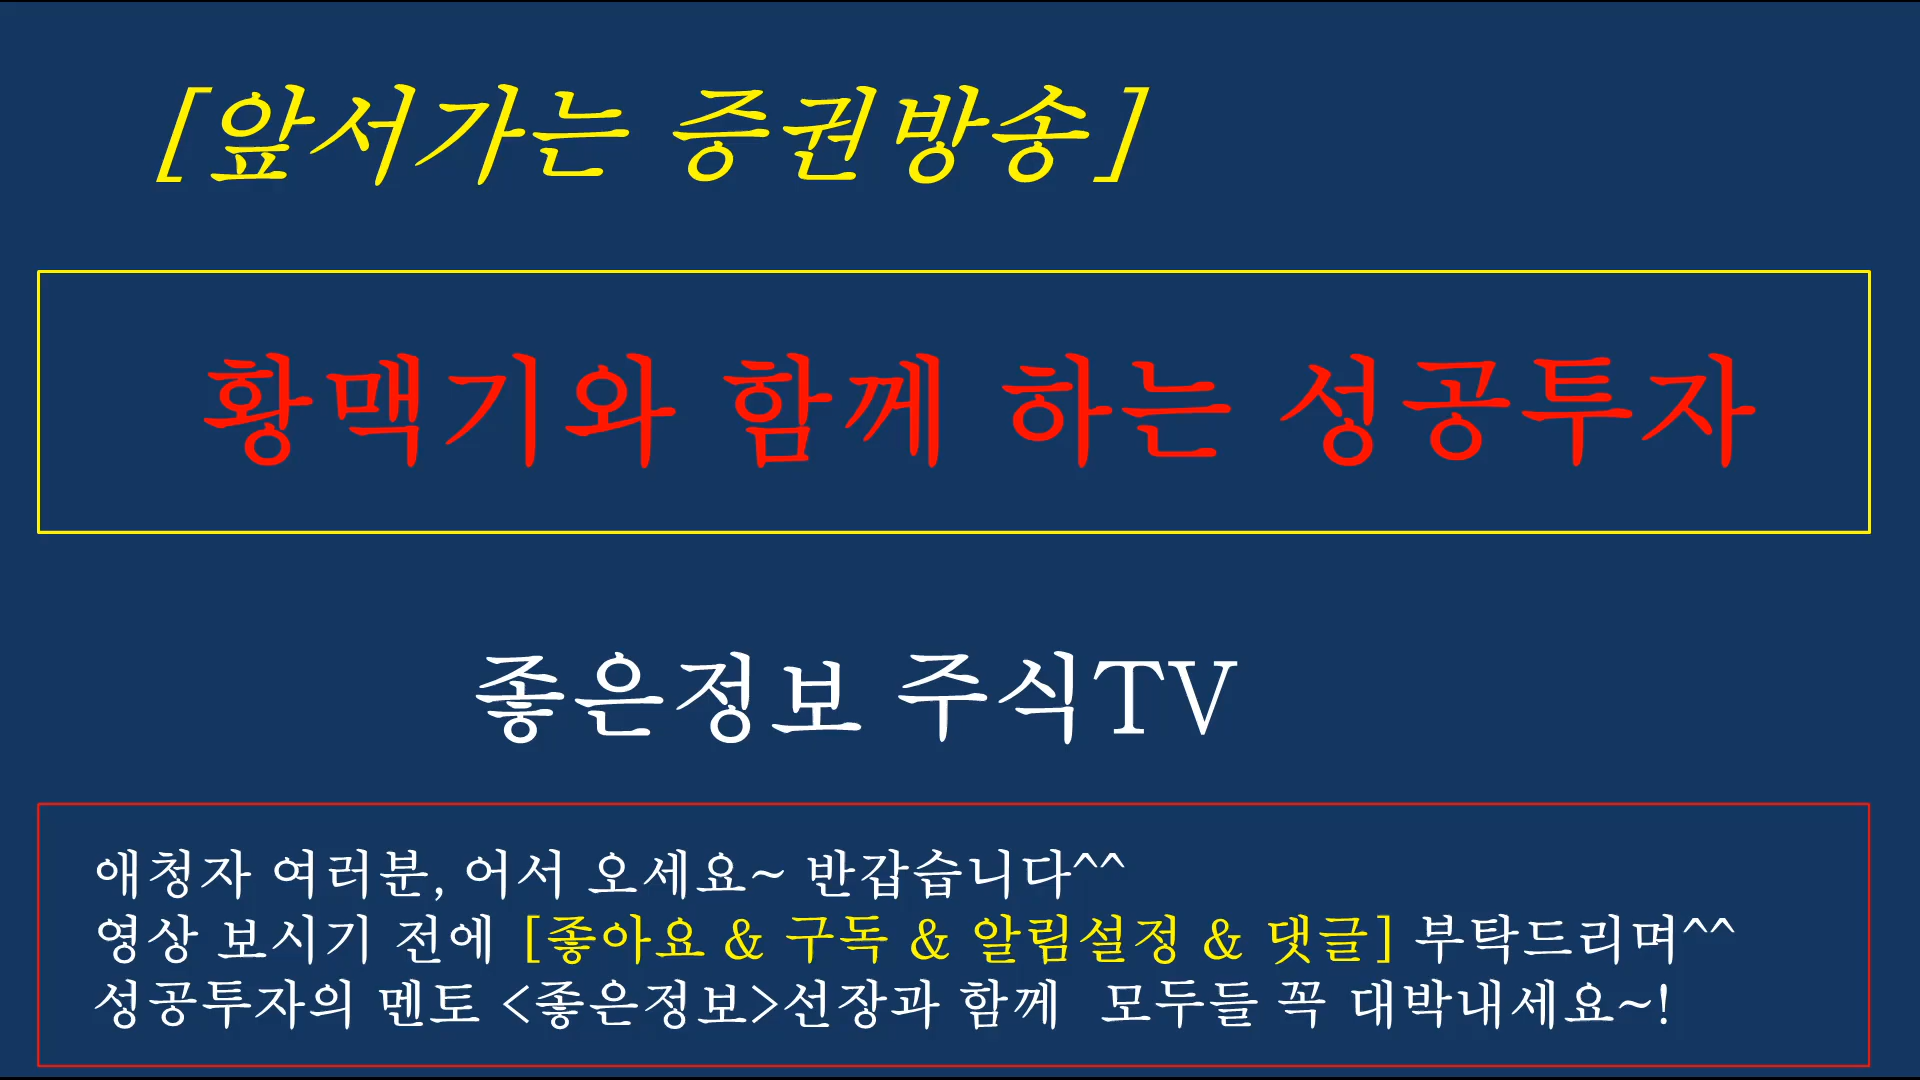 [앞서가는 증권방송]
황맥기와 함께 하는 성공투자
좋은정보 주식TV
애청자 여러분, 어서 오세요~ 반갑습니다^^
영상 보시기 전에 [좋아요 & 구독 & 알림설정 & 댓글] 부탁드리며^^
성공투자의 멘토 <좋은정보>선장과 함께 모두들 꼭 대박내세요~!